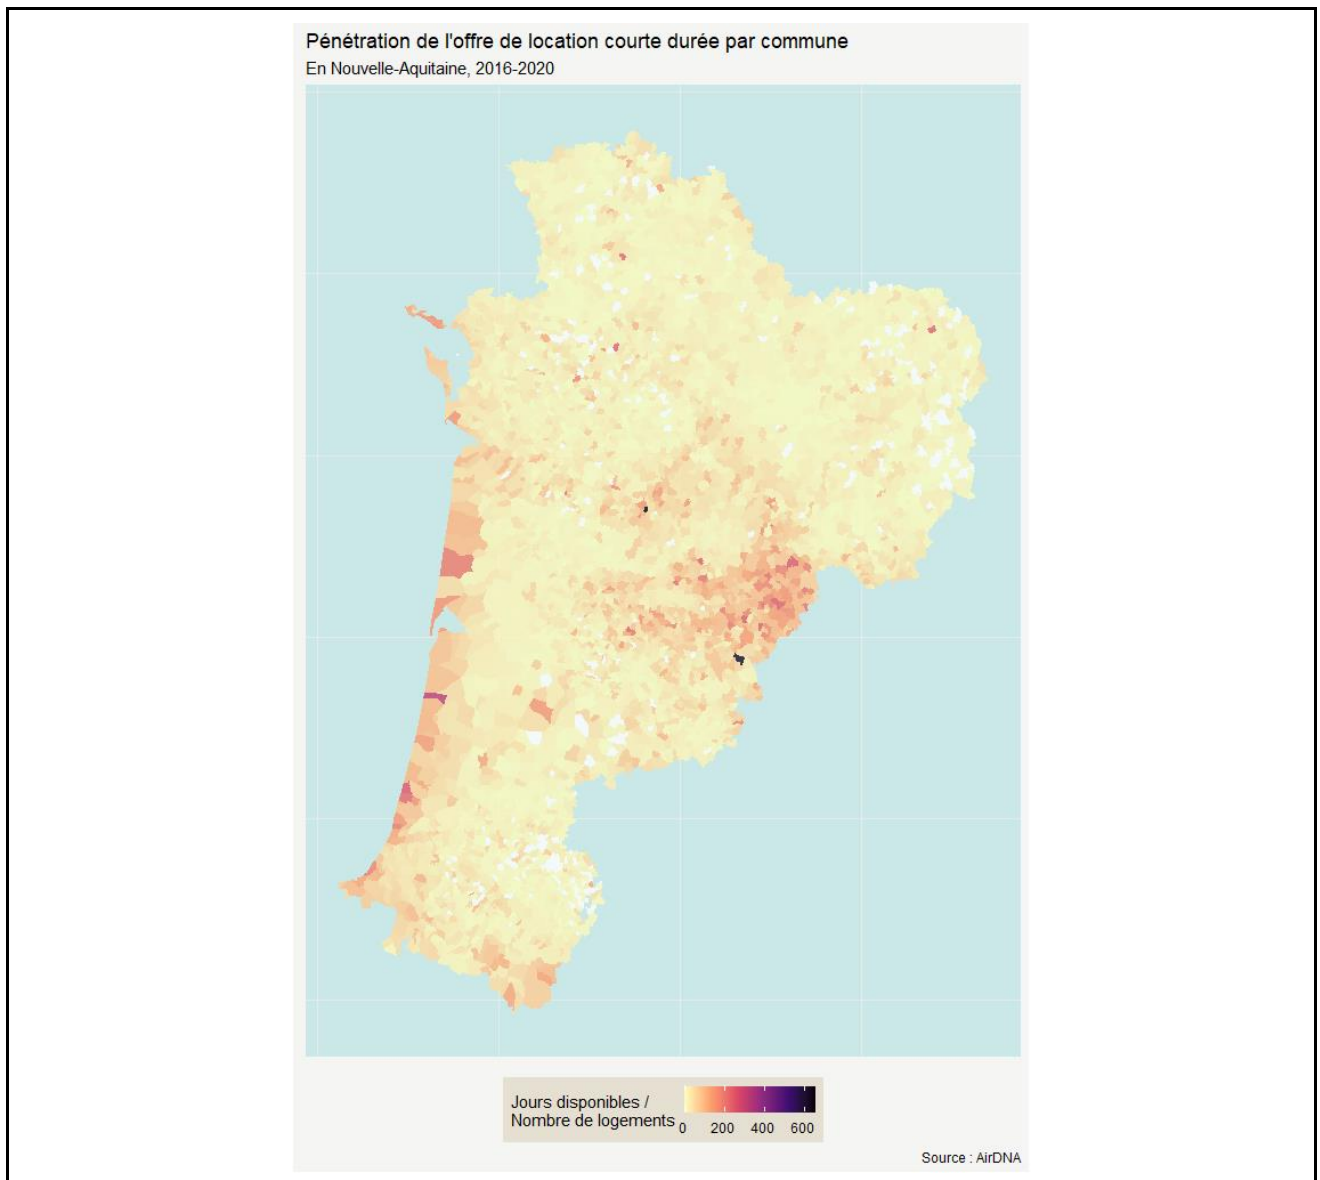 Pénétration de l'offre de location courte durée par commune
En Nouvelle-Aquitaine, 2016-2020
Jours disponibles /
Nombre de logements
0 200 400 600
Source : AirDNA